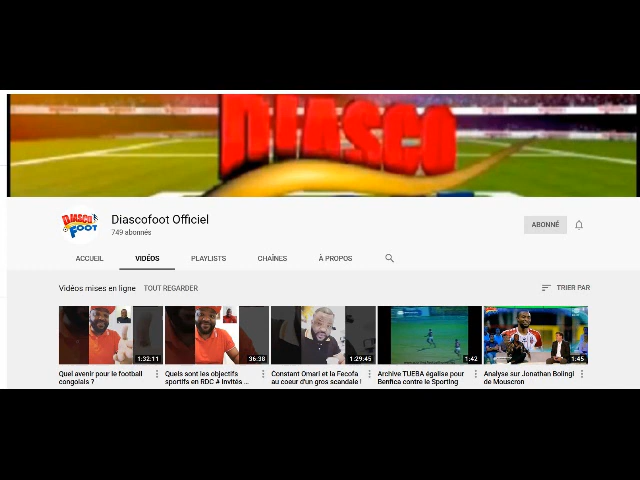 DIASCO
DIASCO
FOOT
Diascofoot Officiel
749 abonnés
ABONNÉ
ACCUEIL VIDÉOS PLAYLISTS CHAÎNES À PROPOS
Vidéos mises en ligne TOUT REGARDER TRIER PAR
1:32:11 36:38 1:29:45 1:42 1:45
Quel avenir pour le football
congolais ?
Quels sont les objectifs
sportifs en RDC # Invités ...
Constant Omari et la Fecofa
au coeur d'un gros scandale !
Archive TUEBA égalise pour
Benfica contre le Sporting
Analyse sur Jonathan Bolingi
de Mouscron